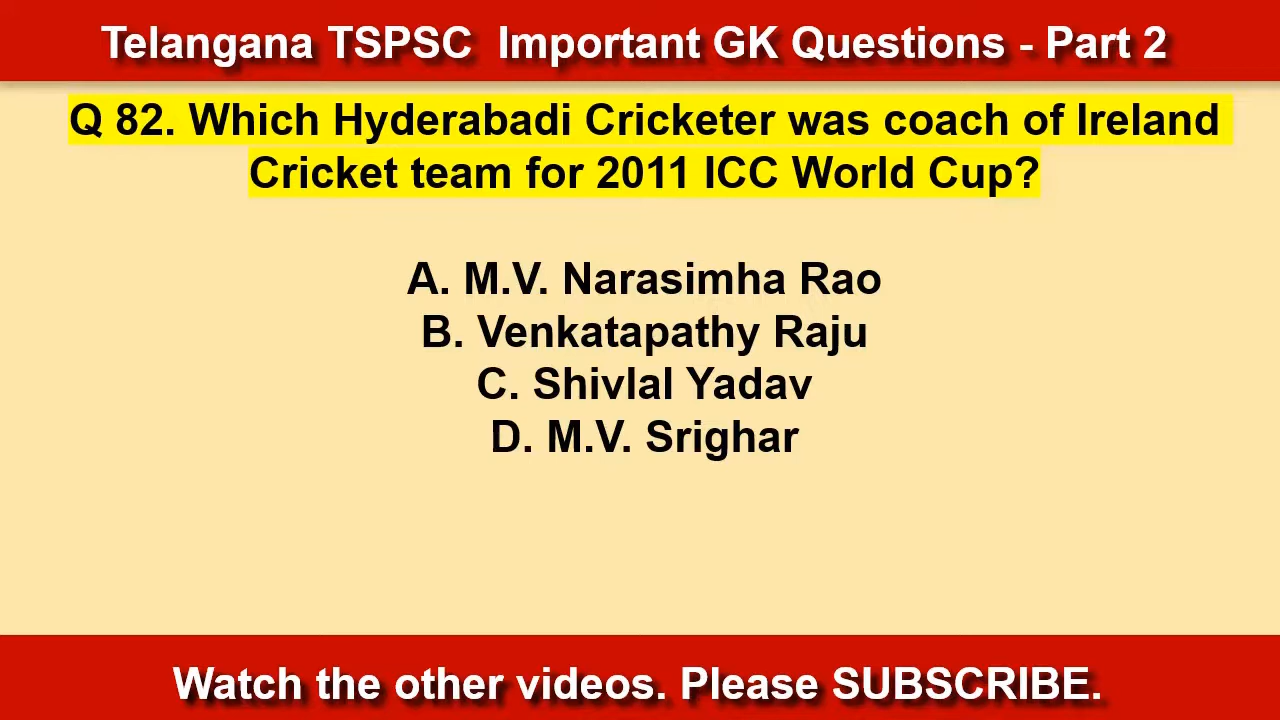 Telangana TSPSC Important GK Questions - Part 2
Q 82. Which Hyderabadi Cricketer was coach of Ireland
Cricket team for 2011 ICC World Cup?
A. M.V. Narasimha Rao
B. Venkatapathy Raju
C. Shivlal Yadav
D. M.V. Srighar
Watch the other videos. Please SUBSCRIBE.